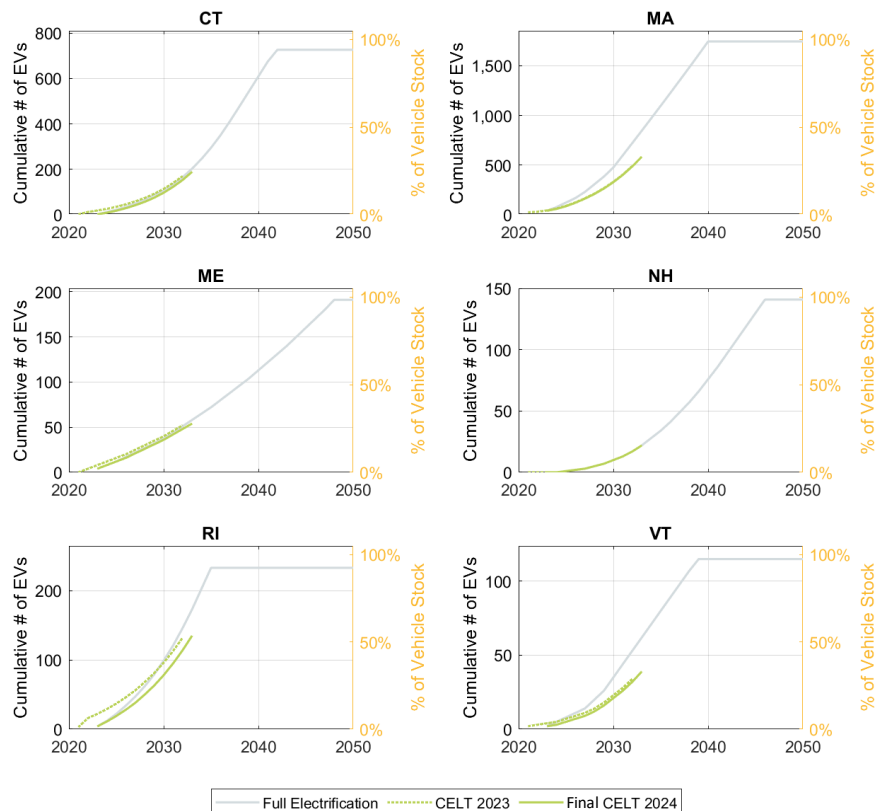 CT
Cumulative # of EVs
800
600
400
200
0
100%
50%
0%
% of Vehicle Stock
2020 2030 2040 2050
MA
Cumulative # of EVs
1,500
1,000
500
0
100%
50%
0%
% of Vehicle Stock
2020 2030 2040 2050
ME
Cumulative # of EVs
200
150
100
50
0
100%
50%
0%
% of Vehicle Stock
2020 2030 2040 2050
NH
Cumulative # of EVs
150
100
50
0
100%
50%
0%
% of Vehicle Stock
2020 2030 2040 2050
RI
Cumulative # of EVs
200
100
0
100%
50%
0%
% of Vehicle Stock
2020 2030 2040 2050
VT
Cumulative # of EVs
100
50
0
100%
50%
0%
% of Vehicle Stock
2020 2030 2040 2050
Full Electrification CELT 2023 Final CELT 2024